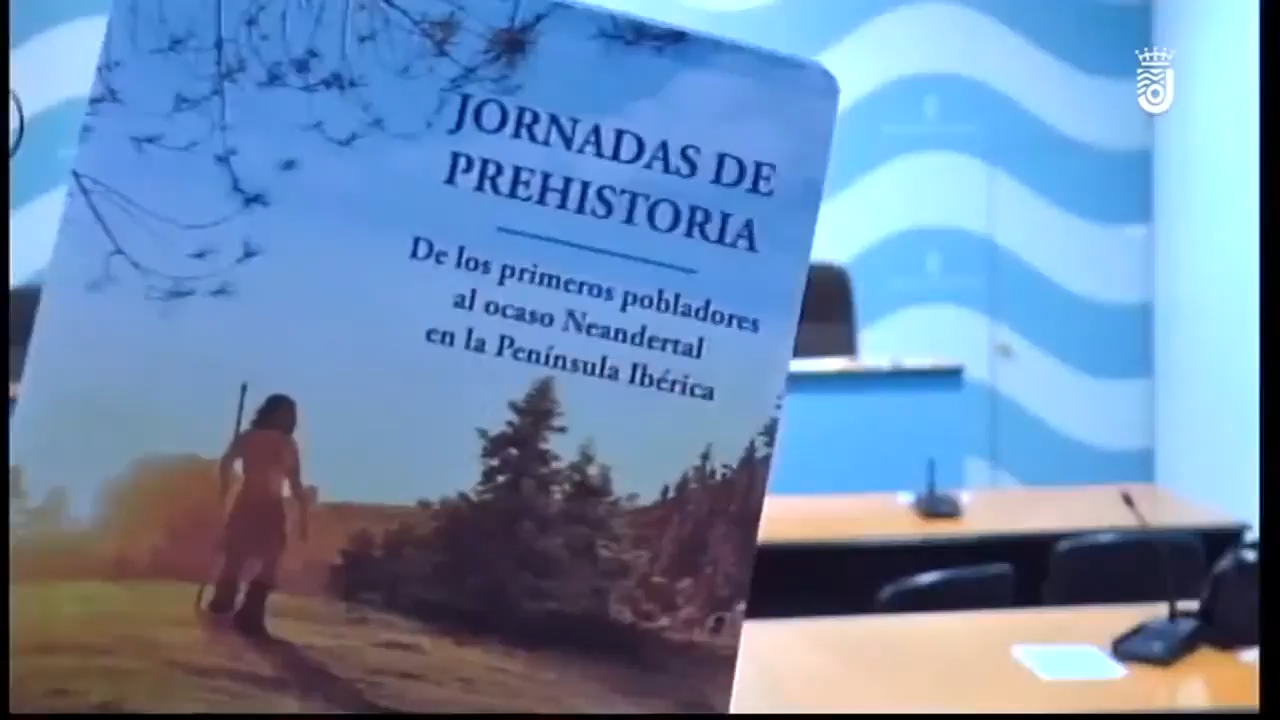 JORNADAS DE
PREHISTORIA
De los primeros pobladores
al ocaso Neandertal
en la Península Ibérica